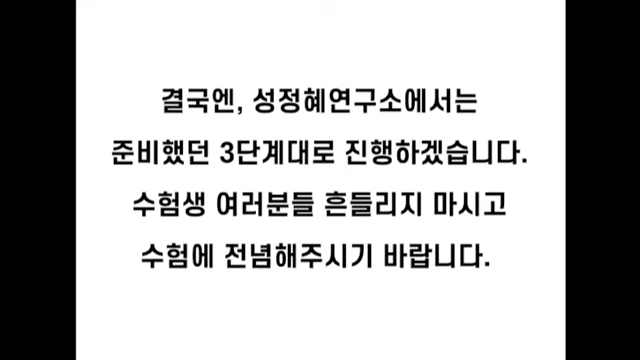 결국엔, 성정혜연구소에서는
준비했던 3단계대로 진행하겠습니다.
수험생 여러분들 흔들리지 마시고
수험에 전념해주시기 바랍니다.